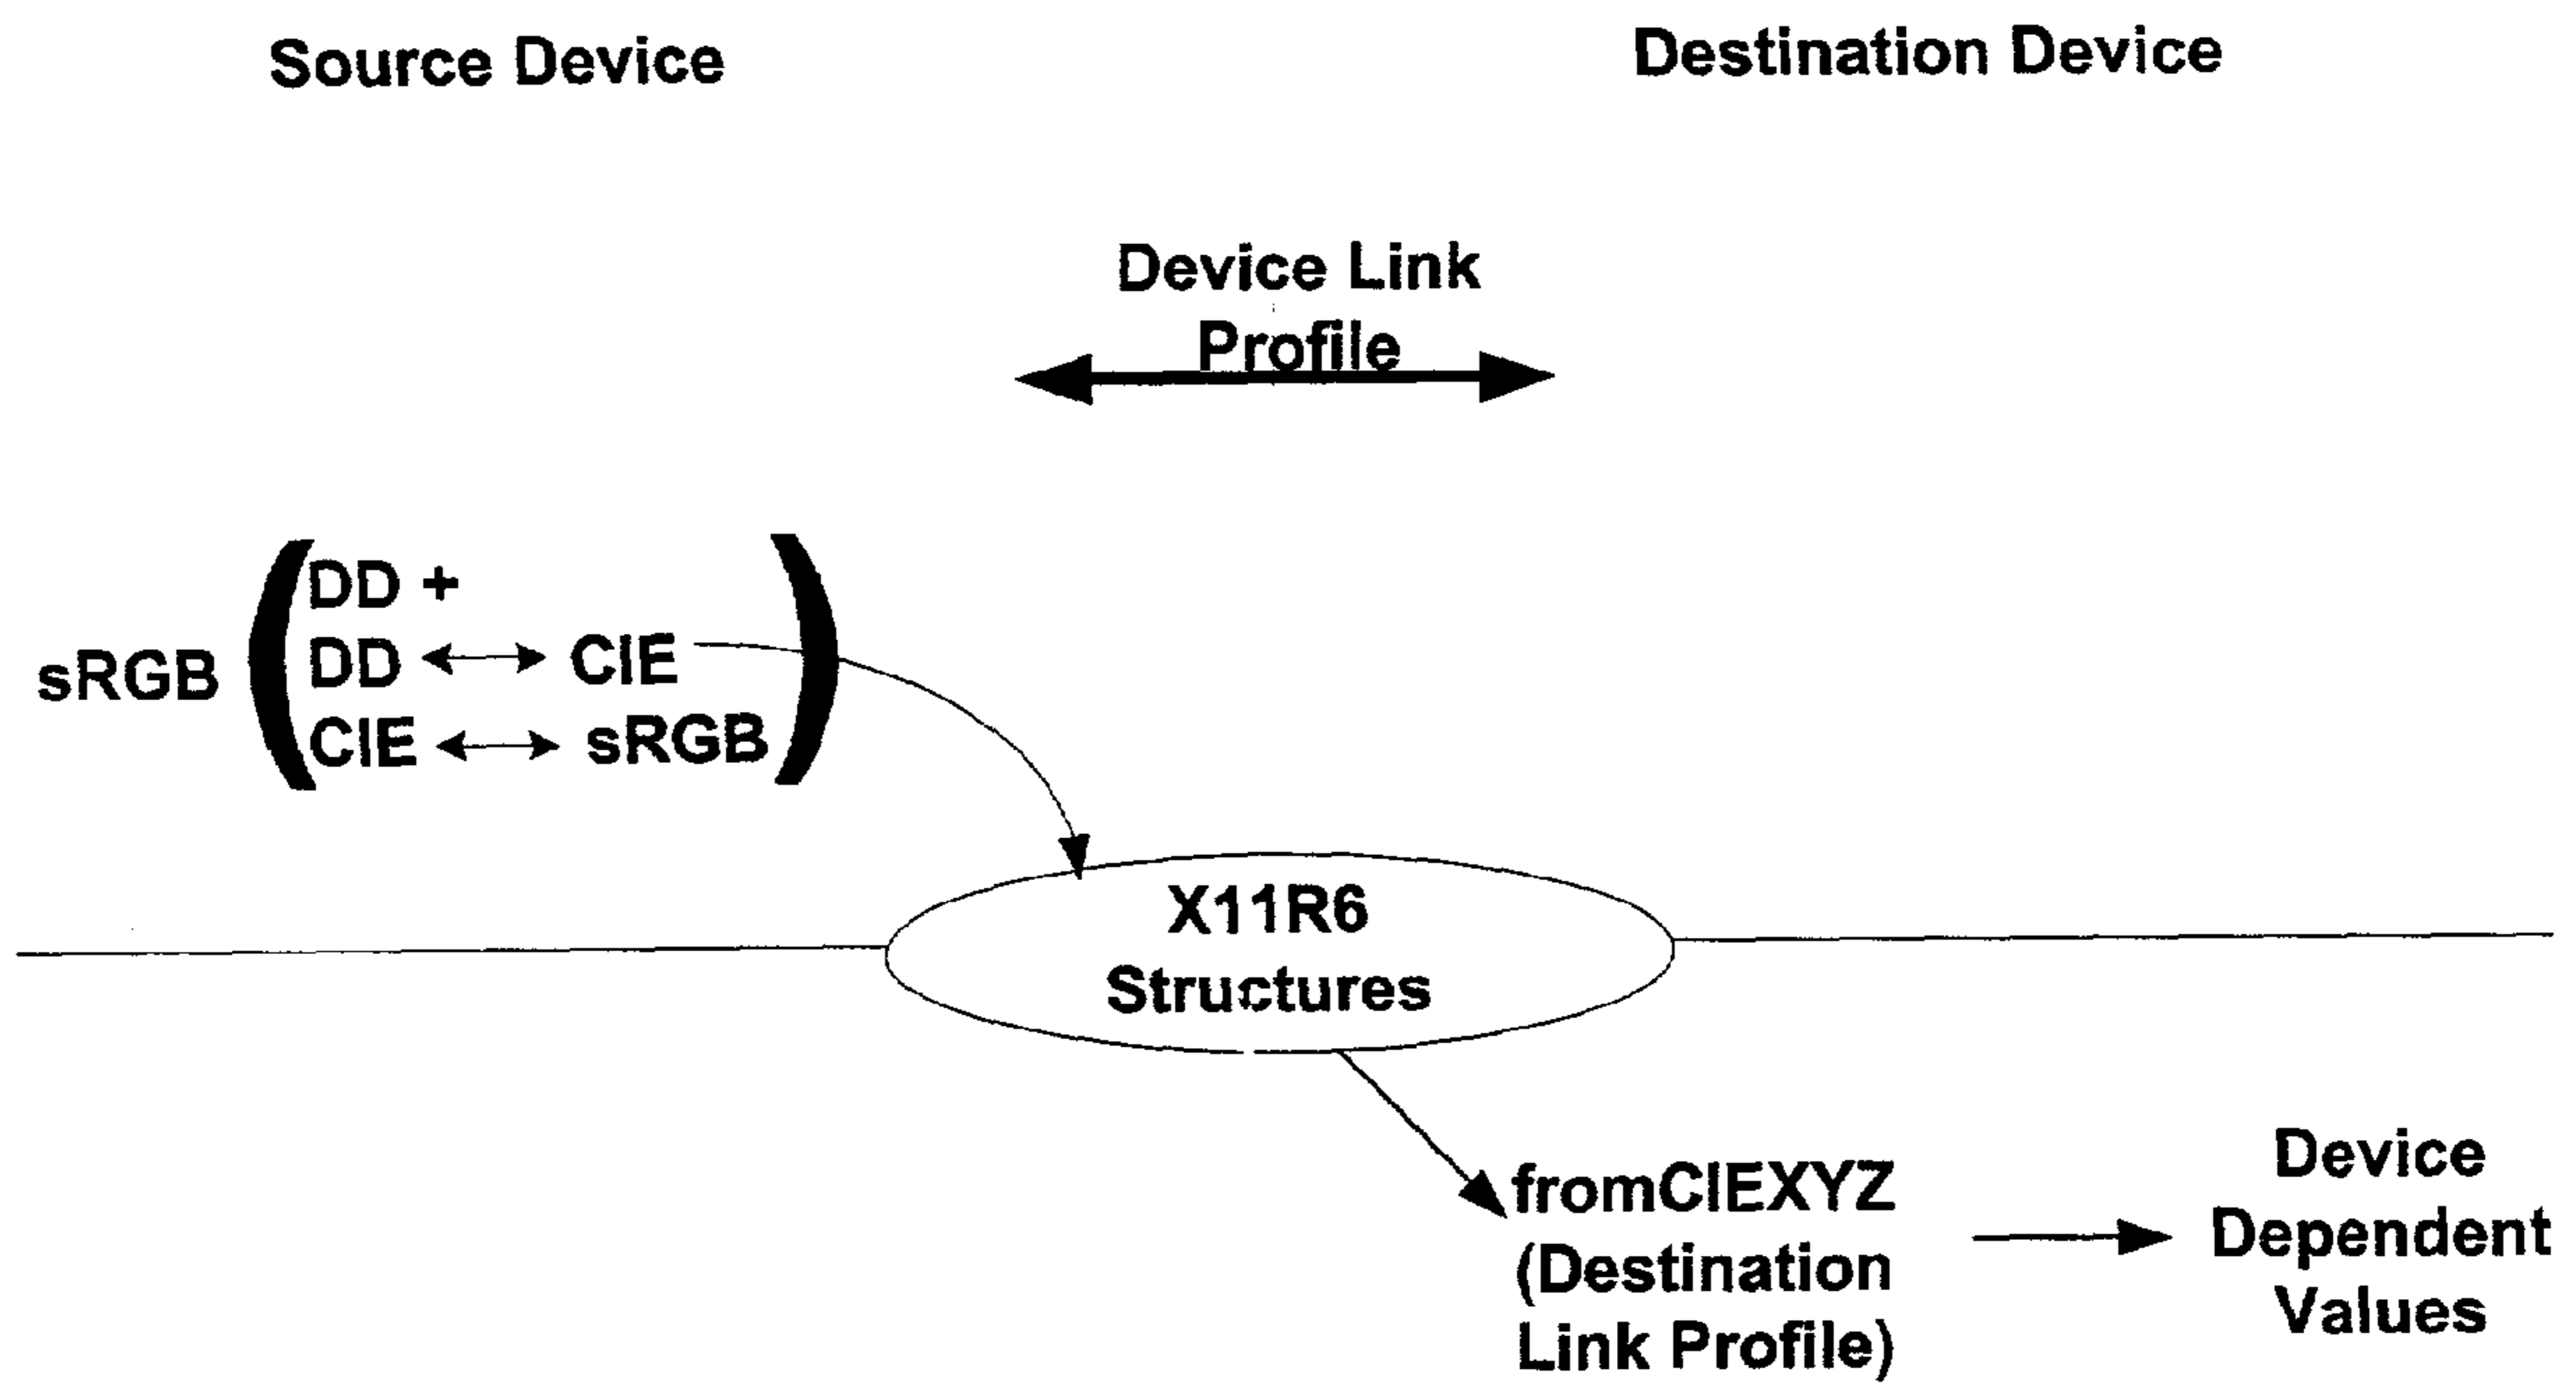 Source Device
Destination Device
Device Link
Profile
sRGB
DD +
DD CIE
CIE sRGB
X11R6
Structures
fromCIEXYZ
(Destination
Link Profile)
Device
Dependent
Values